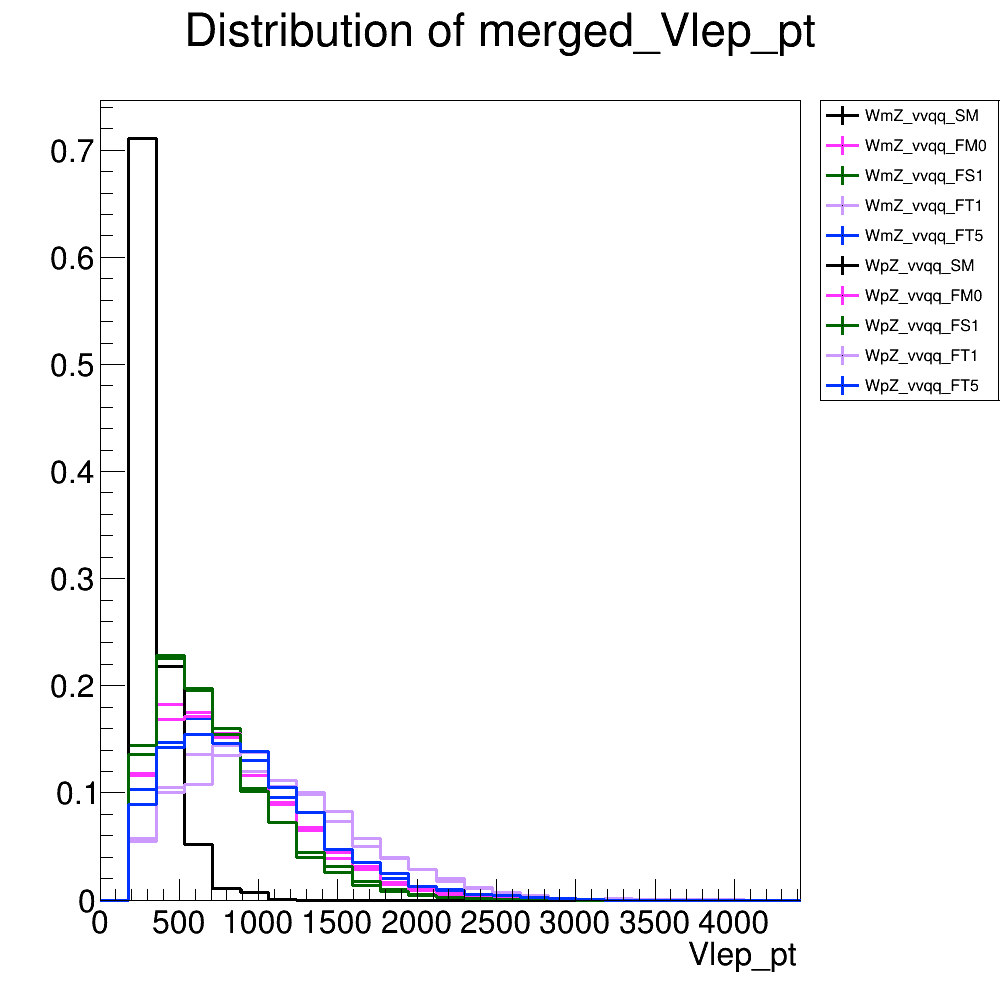 Distribution of merged_Vlep_pt
WmZ_vvqq_SM
WmZ_vvqq_FM0
WmZ_vvqq_FS1
WmZ_vvqq_FT1
WmZ_vvqq_FT5
WpZ_vvqq_SM
WpZ_vvqq_FM0
WpZ_vvqq_FS1
WpZ_vvqq_FT1
WpZ_vvqq_FT5
0.7
0.6
0.5
0.4
0.3
0.2
0.1
0
0 500 1000 1500 2000 2500 3000 3500 4000
Vlep_pt